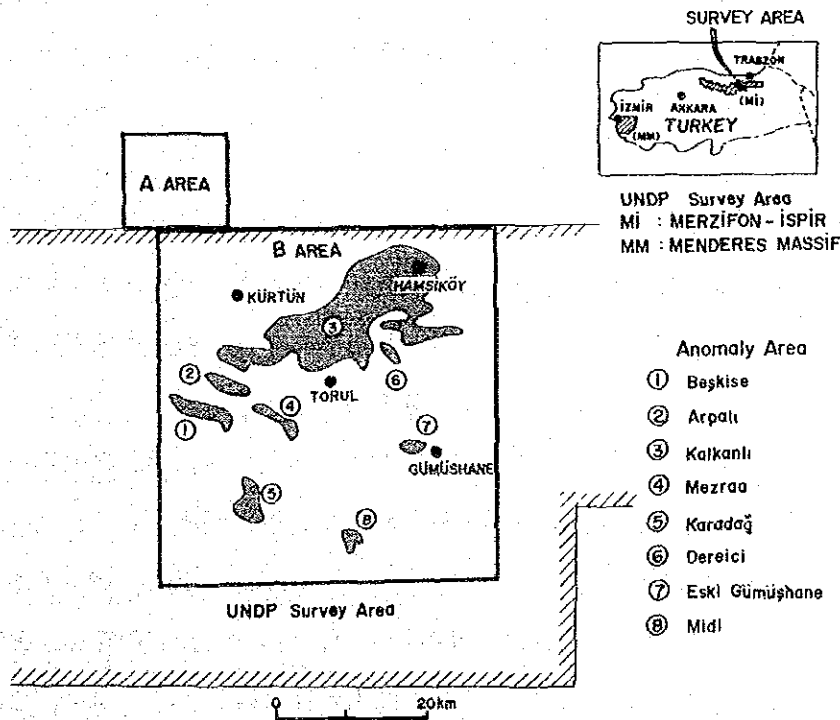 SURVEY AREA
TRABZON
(Mİ)
İZMİR
ANKARA
(MM)
TURKEY
UNDP Survey Area
Mİ : MERZİFON-İSPİR
MM : MENDERES MASSİF
A AREA
B AREA
HAMSİKÖY
KÜRTÜN
③
②
⑥
TORUL
④
①
⑦
GÜMÜSHANE
⑤
⑧
UNDP Survey Area
0 20km
Anomaly Area
① Beşkise
② Arpalı
③ Kalkanlı
④ Mezraa
⑤ Karadağ
⑥ Dereici
⑦ Eski Gümüşhane
⑧ Midi